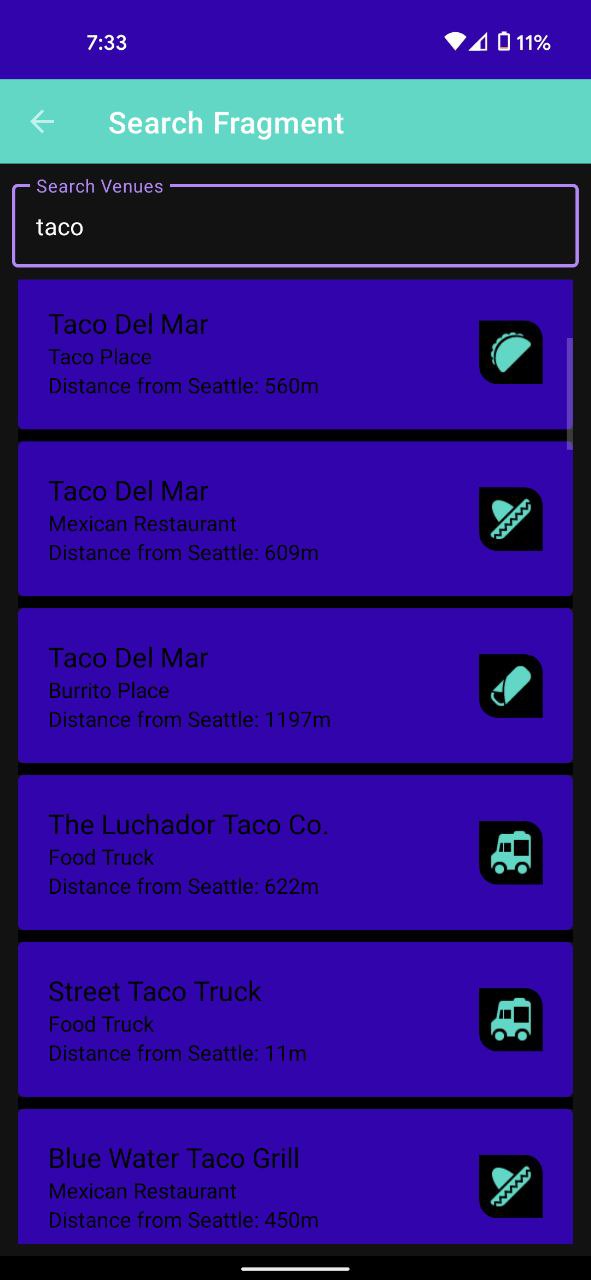 7:33
11%
Search Fragment
Search Venues
taco
Taco Del Mar
Taco Place
Distance from Seattle: 560m
Taco Del Mar
Mexican Restaurant
Distance from Seattle: 609m
Taco Del Mar
Burrito Place
Distance from Seattle: 1197m
The Luchador Taco Co.
Food Truck
Distance from Seattle: 622m
Street Taco Truck
Food Truck
Distance from Seattle: 11m
Blue Water Taco Grill
Mexican Restaurant
Distance from Seattle: 450m